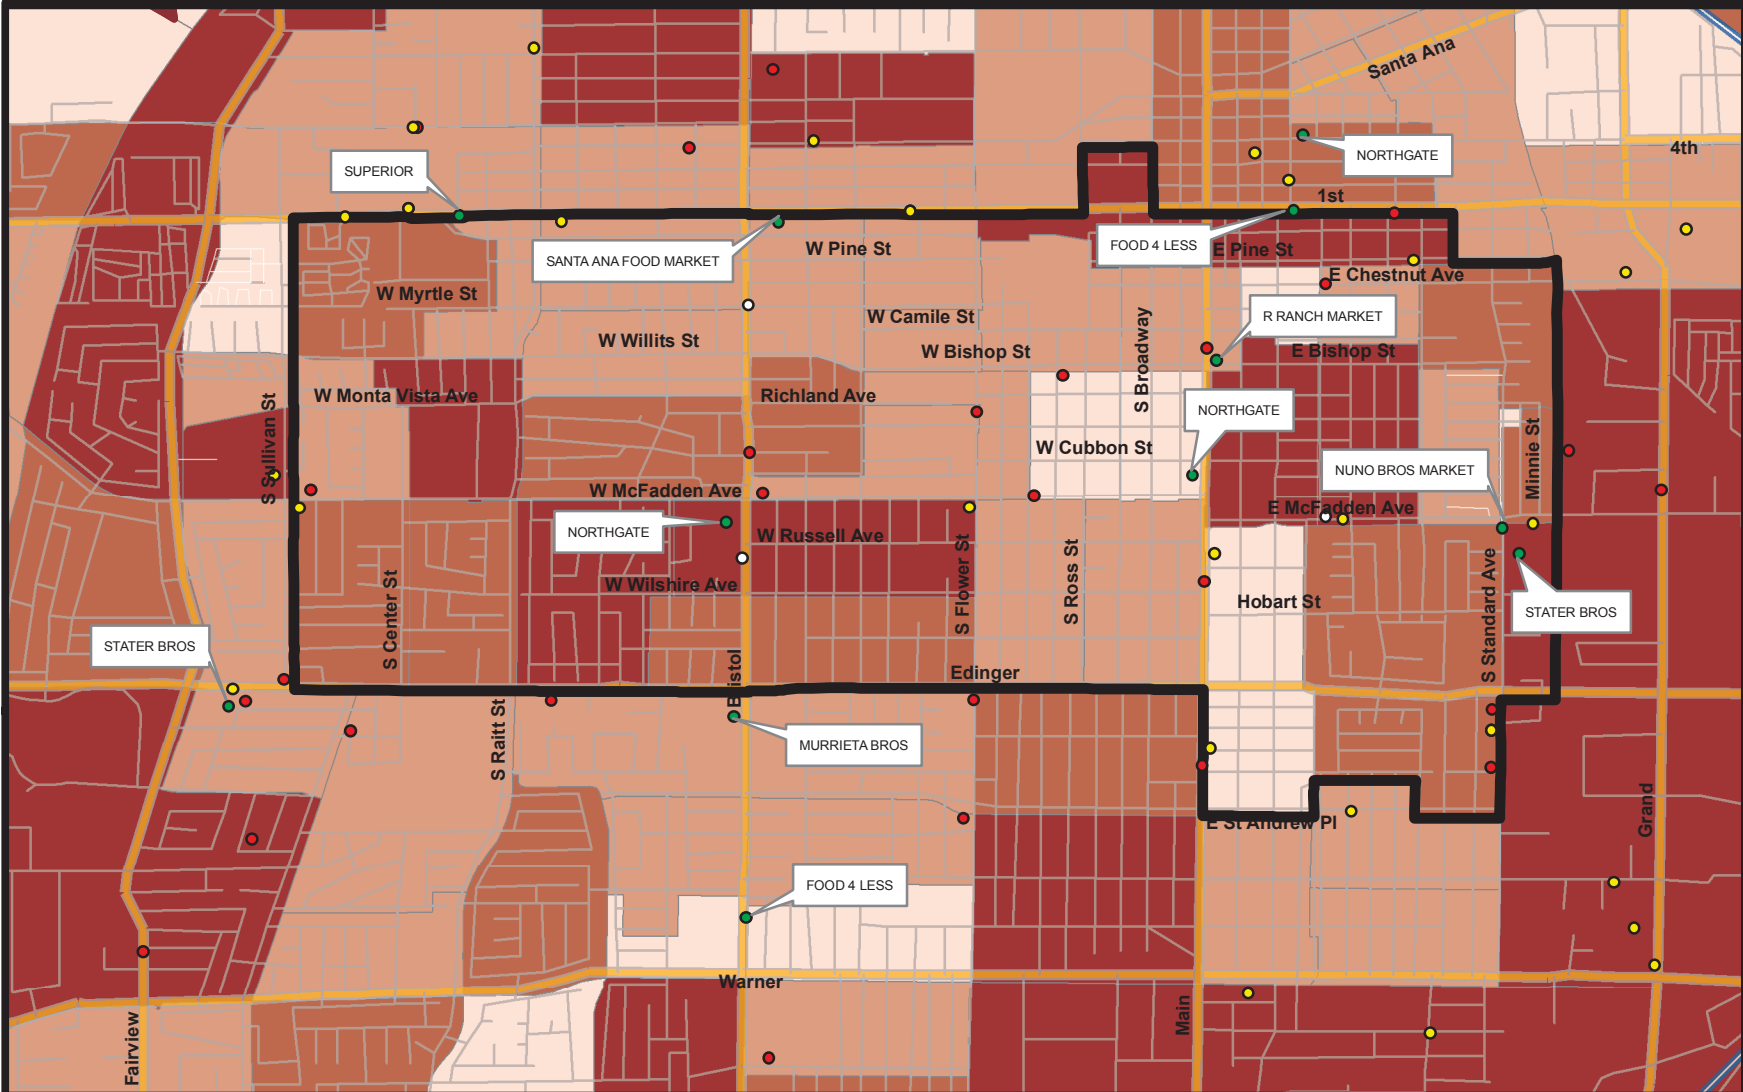 Santa Ana
4th
NORTHGATE
SUPERIOR
1st
FOOD 4 LESS
E Pine St
W Pine St
SANTA ANA FOOD MARKET
E Chestnut Ave
W Myrtle St
W Camile St
R RANCH MARKET
W Willits St
W Bishop St
E Bishop St
S Broadway
W Monta Vista Ave
Richland Ave
NORTHGATE
S Sullivan St
W Cubbon St
NUNO BROS MARKET
Minnie St
W McFadden Ave
E McFadden Ave
NORTHGATE
W Russell Ave
W Wilshire Ave
S Flower St
S Ross St
Hobart St
S Standard Ave
STATER BROS
S Center St
STATER BROS
Edinger
Bristol
S Raitt St
MURRIETA BROS
E St Andrew Pl
Grand
FOOD 4 LESS
Warner
Main
Fairview